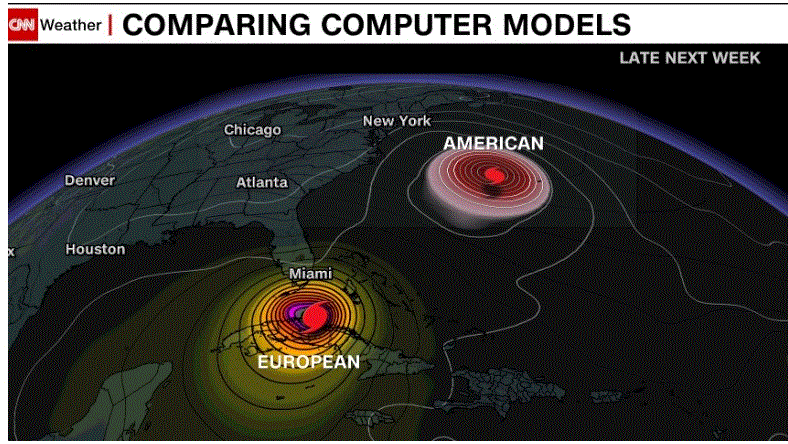 CNN Weather | COMPARING COMPUTER MODELS
LATE NEXT WEEK
New York
Chicago
AMERICAN
Denver
Atlanta
x
Houston
Miami
EUROPEAN